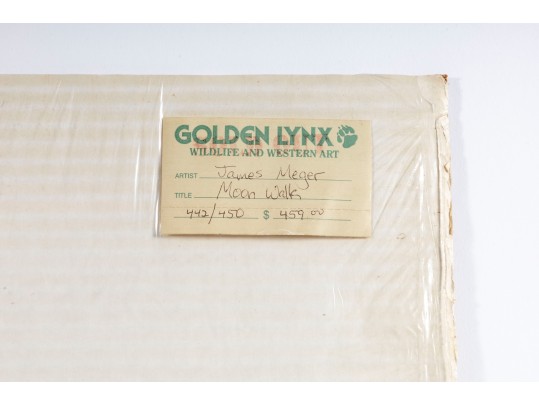 GOLDEN LYNX
WILDLIFE AND WESTERN ART
ARTIST James Meger
TITLE Moon Walk
442/450 $ 459 00